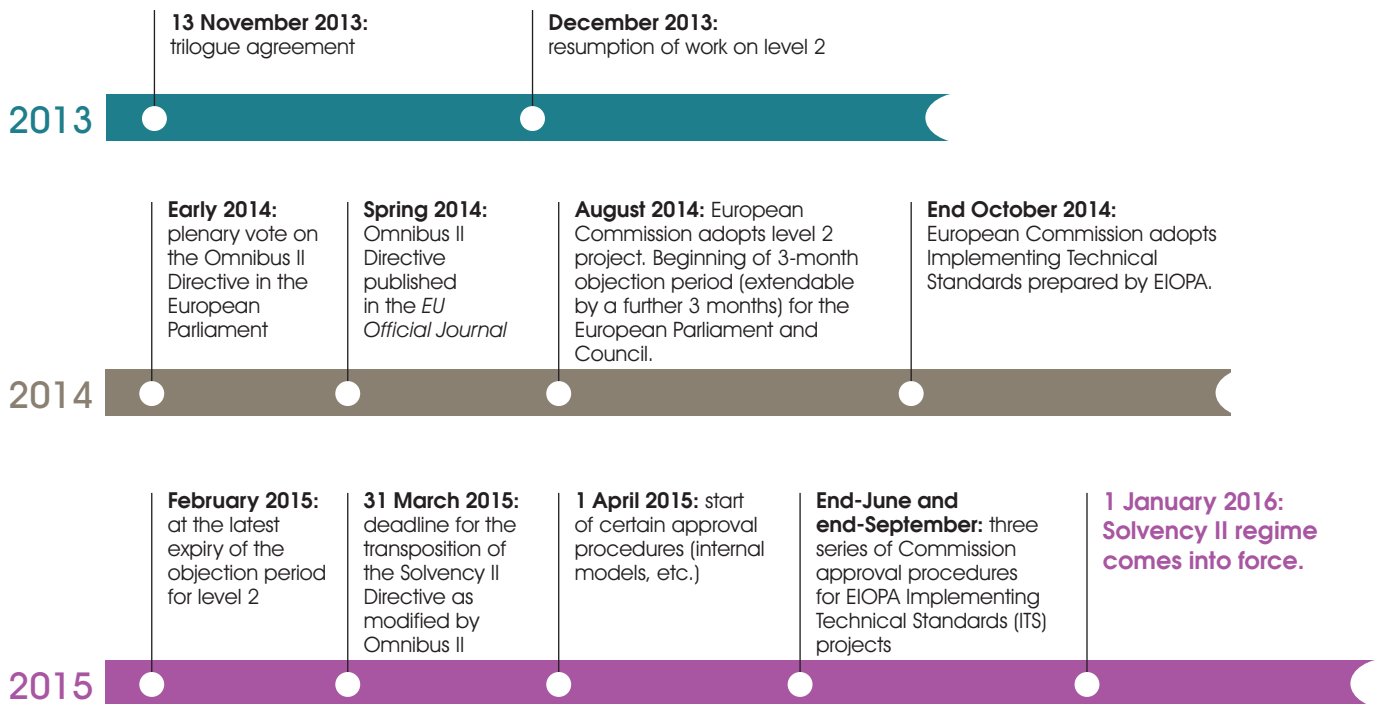 13 November 2013:
trilogue agreement
December 2013:
resumption of work on level 2
2013
Early 2014:
plenary vote on
the Omnibus II
Directive in the
European
Parliament
Spring 2014:
Omnibus II
Directive
published
in the EU
Official Journal
August 2014: European
Commission adopts level 2
project. Beginning of 3-month
objection period (extendable
by a further 3 months) for the
European Parliament and
Council.
End October 2014:
European Commission adopts
Implementing Technical
Standards prepared by EIOPA.
2014
February 2015:
at the latest
expiry of the
objection period
for level 2
31 March 2015:
deadline for the
transposition of
the Solvency II
Directive as
modified by
Omnibus II
1 April 2015: start
of certain approval
procedures (internal
models, etc.)
End-June and
end-September: three
series of Commission
approval procedures
for EIOPA Implementing
Technical Standards (ITS)
projects
1 January 2016:
Solvency II regime
comes into force.
2015